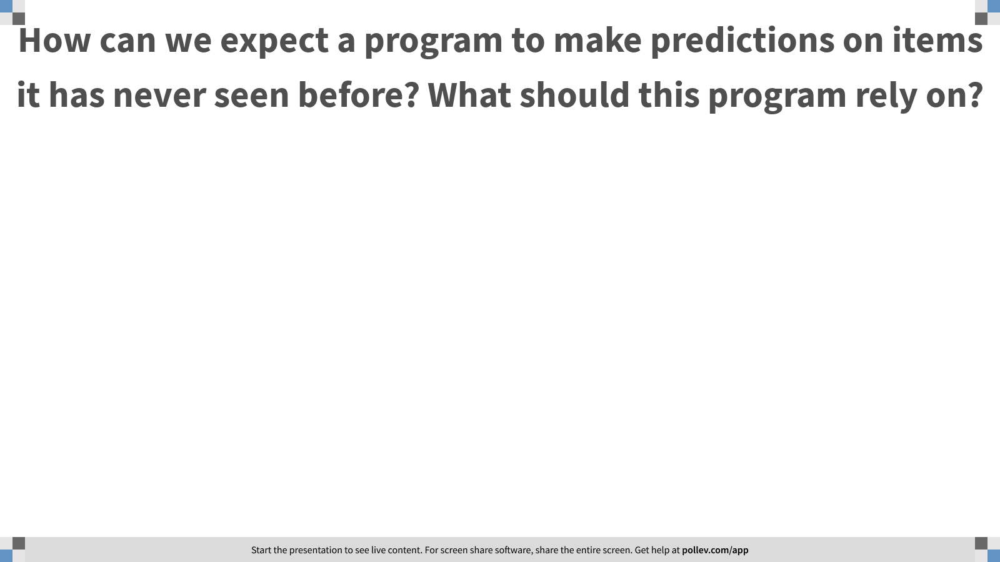 How can we expect a program to make predictions on items
it has never seen before? What should this program rely on?
Start the presentation to see live content. For screen share software, share the entire screen. Get help at pollev.com/app